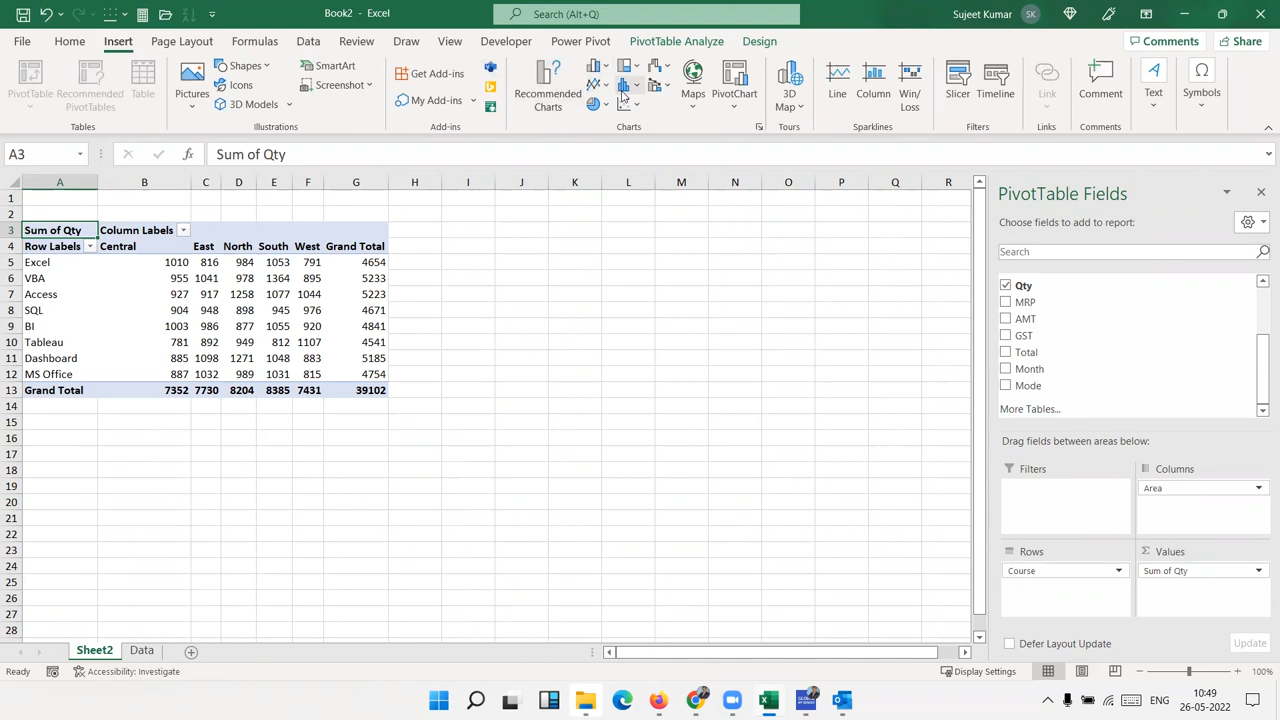 Book2 - Excel
Search (Alt+Q)
Sujeet Kumar
SK
File Home Insert Page Layout Formulas Data Review View Draw Developer Power Pivot PivotTable Analyze Design
Comments
Share
PivotTable
Recommended PivotTables
Table
Tables
Pictures
Shapes
Icons
3D Models
SmartArt
Screenshot
Illustrations
Get Add-ins
My Add-ins
Add-ins
Recommended Charts
Maps
PivotChart
Charts
3D Map
Tours
Line
Column
Win/Loss
Sparklines
Slicer
Timeline
Filters
Link
Links
Comment
Comments
Text
Symbols
A3
fx
Sum of Qty
A B C D E F G H I J K L M N O P Q R
1
2
3 Sum of Qty Column Labels
4 Row Labels Central East North South West Grand Total
5 Excel 1010 816 984 1053 791 4654
6 VBA 955 1041 978 1364 895 5233
7 Access 927 917 1258 1077 1044 5223
8 SQL 904 948 898 945 976 4671
9 BI 1003 986 877 1055 920 4841
10 Tableau 781 892 949 812 1107 4541
11 Dashboard 885 1098 1271 1048 883 5185
12 MS Office 887 1032 989 1031 815 4754
13 Grand Total 7352 7730 8204 8385 7431 39102
14
15
16
17
18
19
20
21
22
23
24
25
26
27
28
PivotTable Fields
Choose fields to add to report:
Search
Qty
MRP
AMT
GST
Total
Month
Mode
More Tables...
Drag fields between areas below:
Filters
Columns
Area
Rows
Σ Values
Course
Sum of Qty
Defer Layout Update
Update
Sheet2
Data
Ready
Accessibility: Investigate
Display Settings
100%
ENG
10:49
26-05-2022